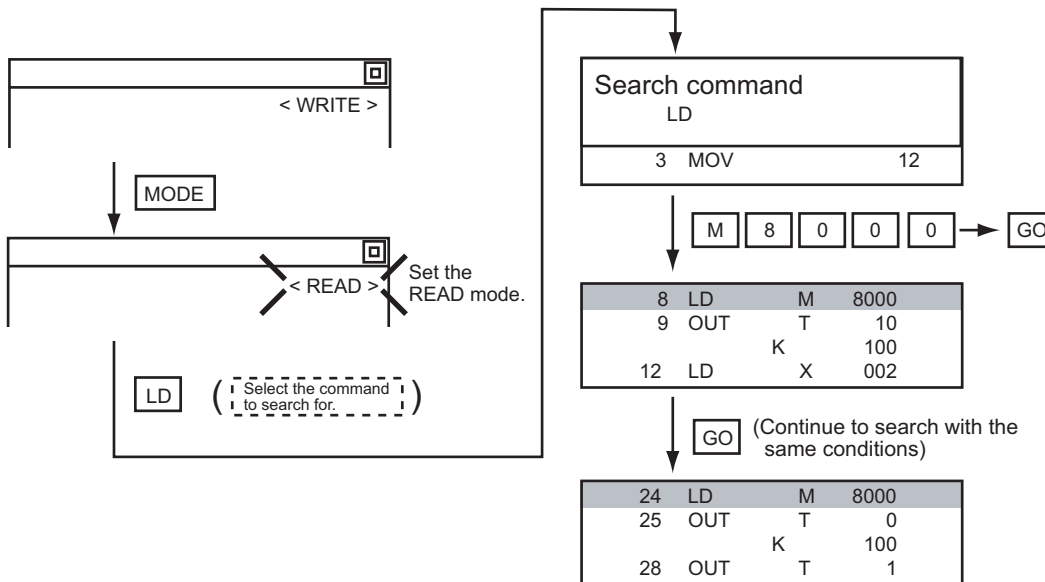 < WRITE >
MODE
< READ >
Set the
READ mode.
LD
( Select the command
to search for. )
Search command
LD
3 MOV 12
M 8 0 0 0 GO
8 LD M 8000
9 OUT T 10
K 100
12 LD X 002
GO (Continue to search with the
same conditions)
24 LD M 8000
25 OUT T 0
K 100
28 OUT T 1